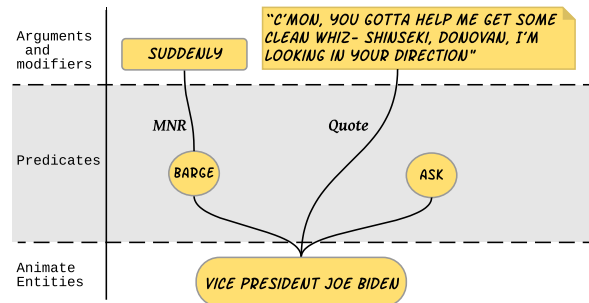 Arguments
and
modifiers
SUDDENLY
"C'MON, YOU GOTTA HELP ME GET SOME
CLEAN WHIZ- SHINSEKI, DONOVAN, I'M
LOOKING IN YOUR DIRECTION"
MNR
Quote
Predicates
BARGE
ASK
Animate
Entities
VICE PRESIDENT JOE BIDEN